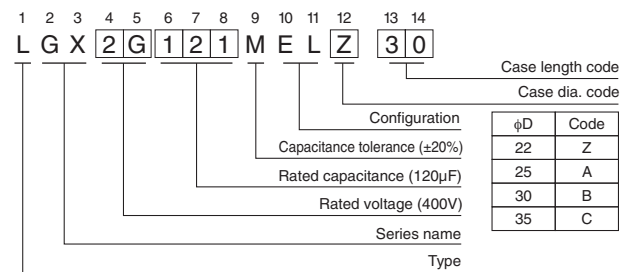 1 2 3 4 5 6 7 8 9 10 11 12 13 14
L G X 2 G 1 2 1 M E L Z 3 0
Case length code
Case dia. code
Configuration
Capacitance tolerance (±20%)
Rated capacitance (120µF)
Rated voltage (400V)
Series name
Type
ϕD Code
22 Z
25 A
30 B
35 C